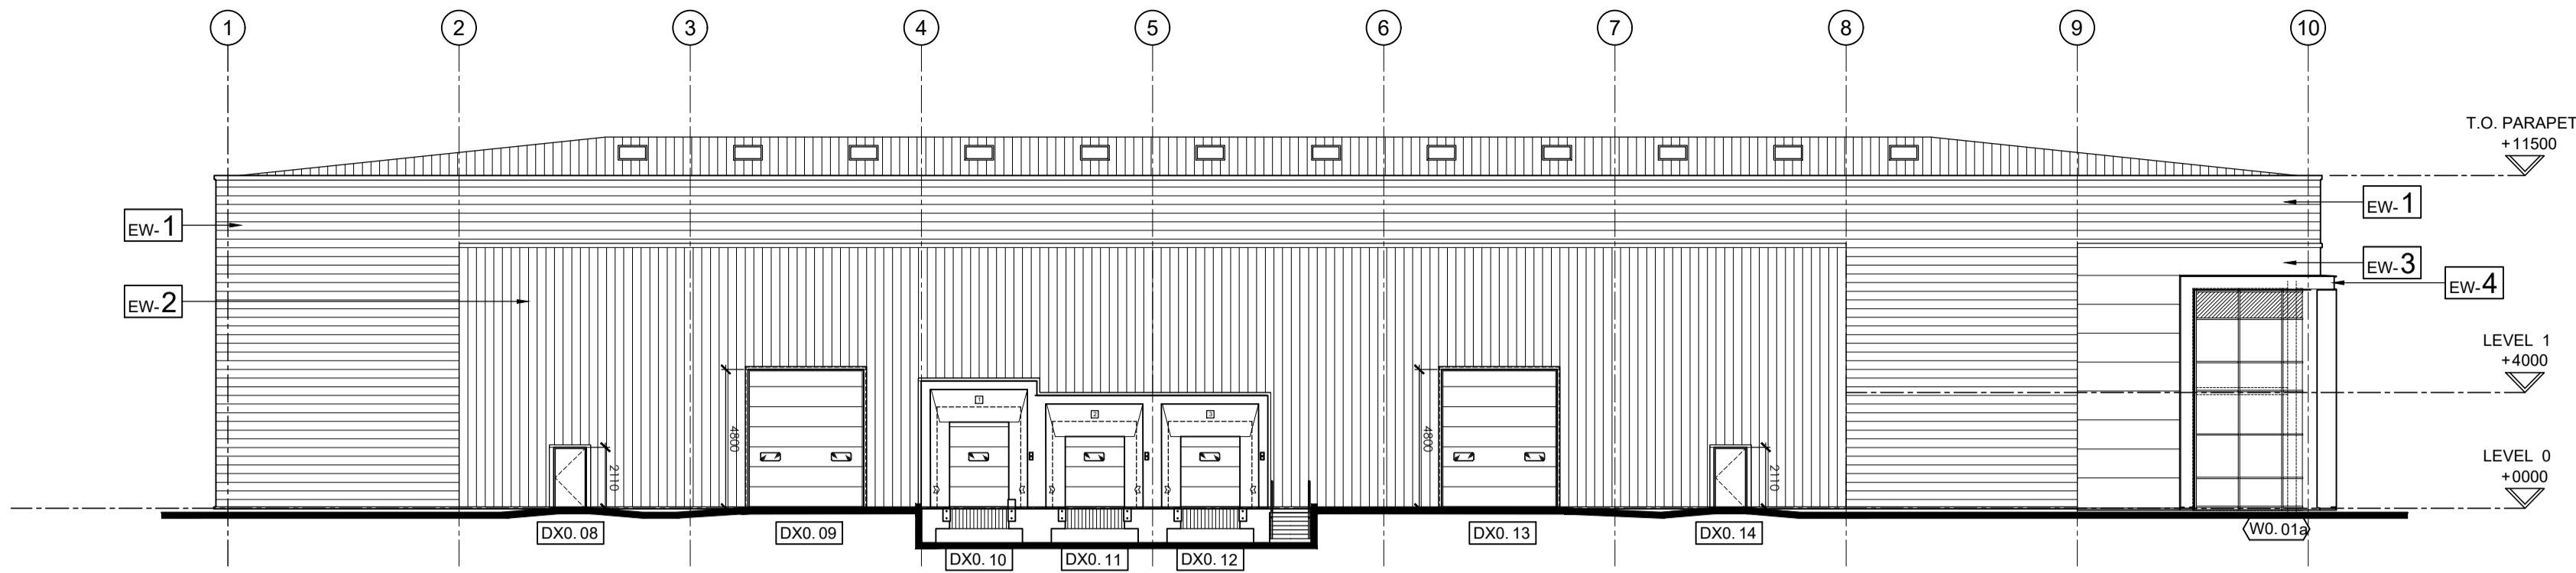 1
2
3
4
5
6
7
8
9
10
T.O. PARAPET
+11500
EW-1
EW-1
EW-3
EW-4
EW-2
LEVEL 1
+4000
1
2
3
4800
4800
2110
2110
LEVEL 0
+0000
DX0. 08
DX0. 09
DX0. 13
DX0. 14
W0. 01a
DX0. 10
DX0. 11
DX0. 12